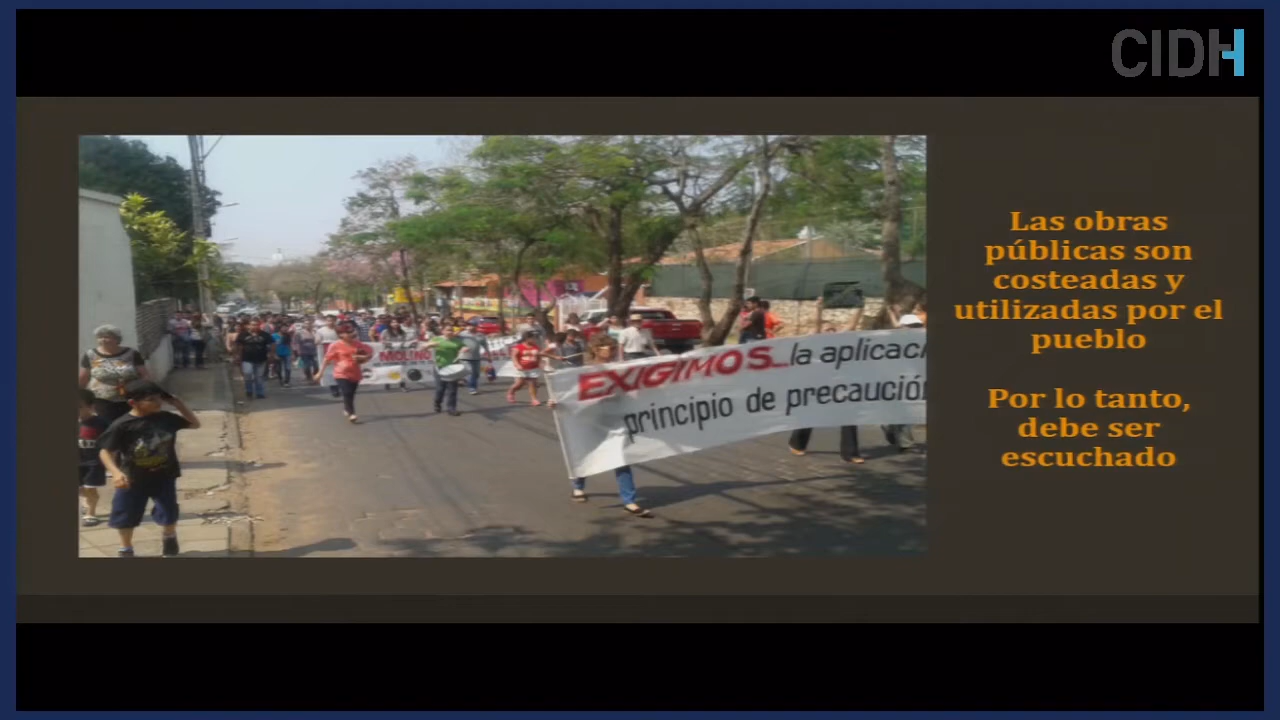 CIDH
Las obras
públicas son
costeadas y
utilizadas por el
pueblo
Por lo tanto,
debe ser
escuchado
EXIGIMOS...la aplicaci
principio de precaución
MOLINO